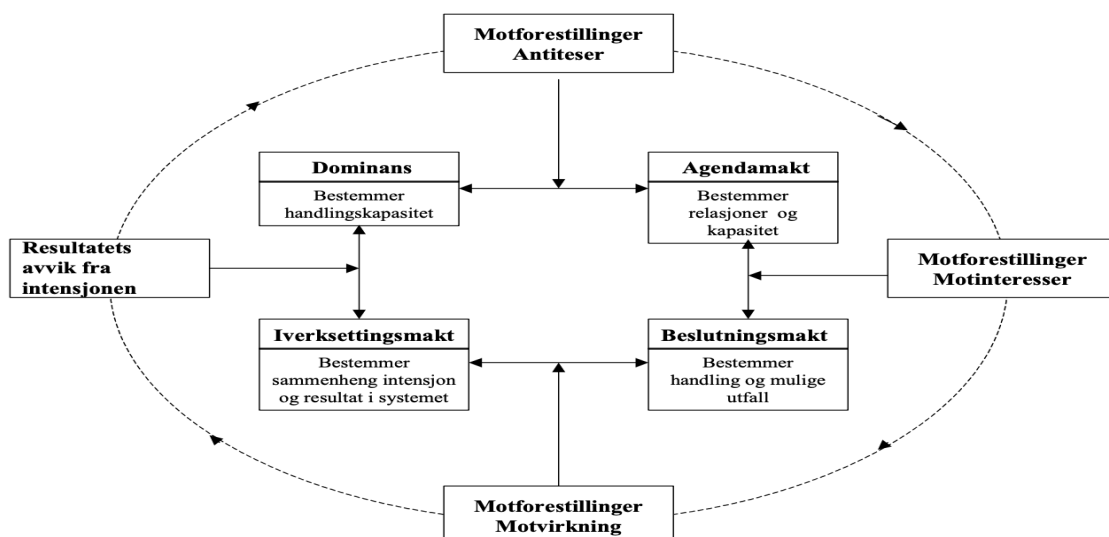 Motforestillinger
Antiteser
Dominans
Bestemmer
handlingskapasitet
Agendamakt
Bestemmer
relasjoner og
kapasitet
Resultatets
avvik fra
intensjonen
Motforestillinger
Motinteresser
Iverksettingsmakt
Bestemmer
sammenheng intensjon
og resultat i systemet
Beslutningsmakt
Bestemmer
handling og mulige
utfall
Motforestillinger
Motvirkning